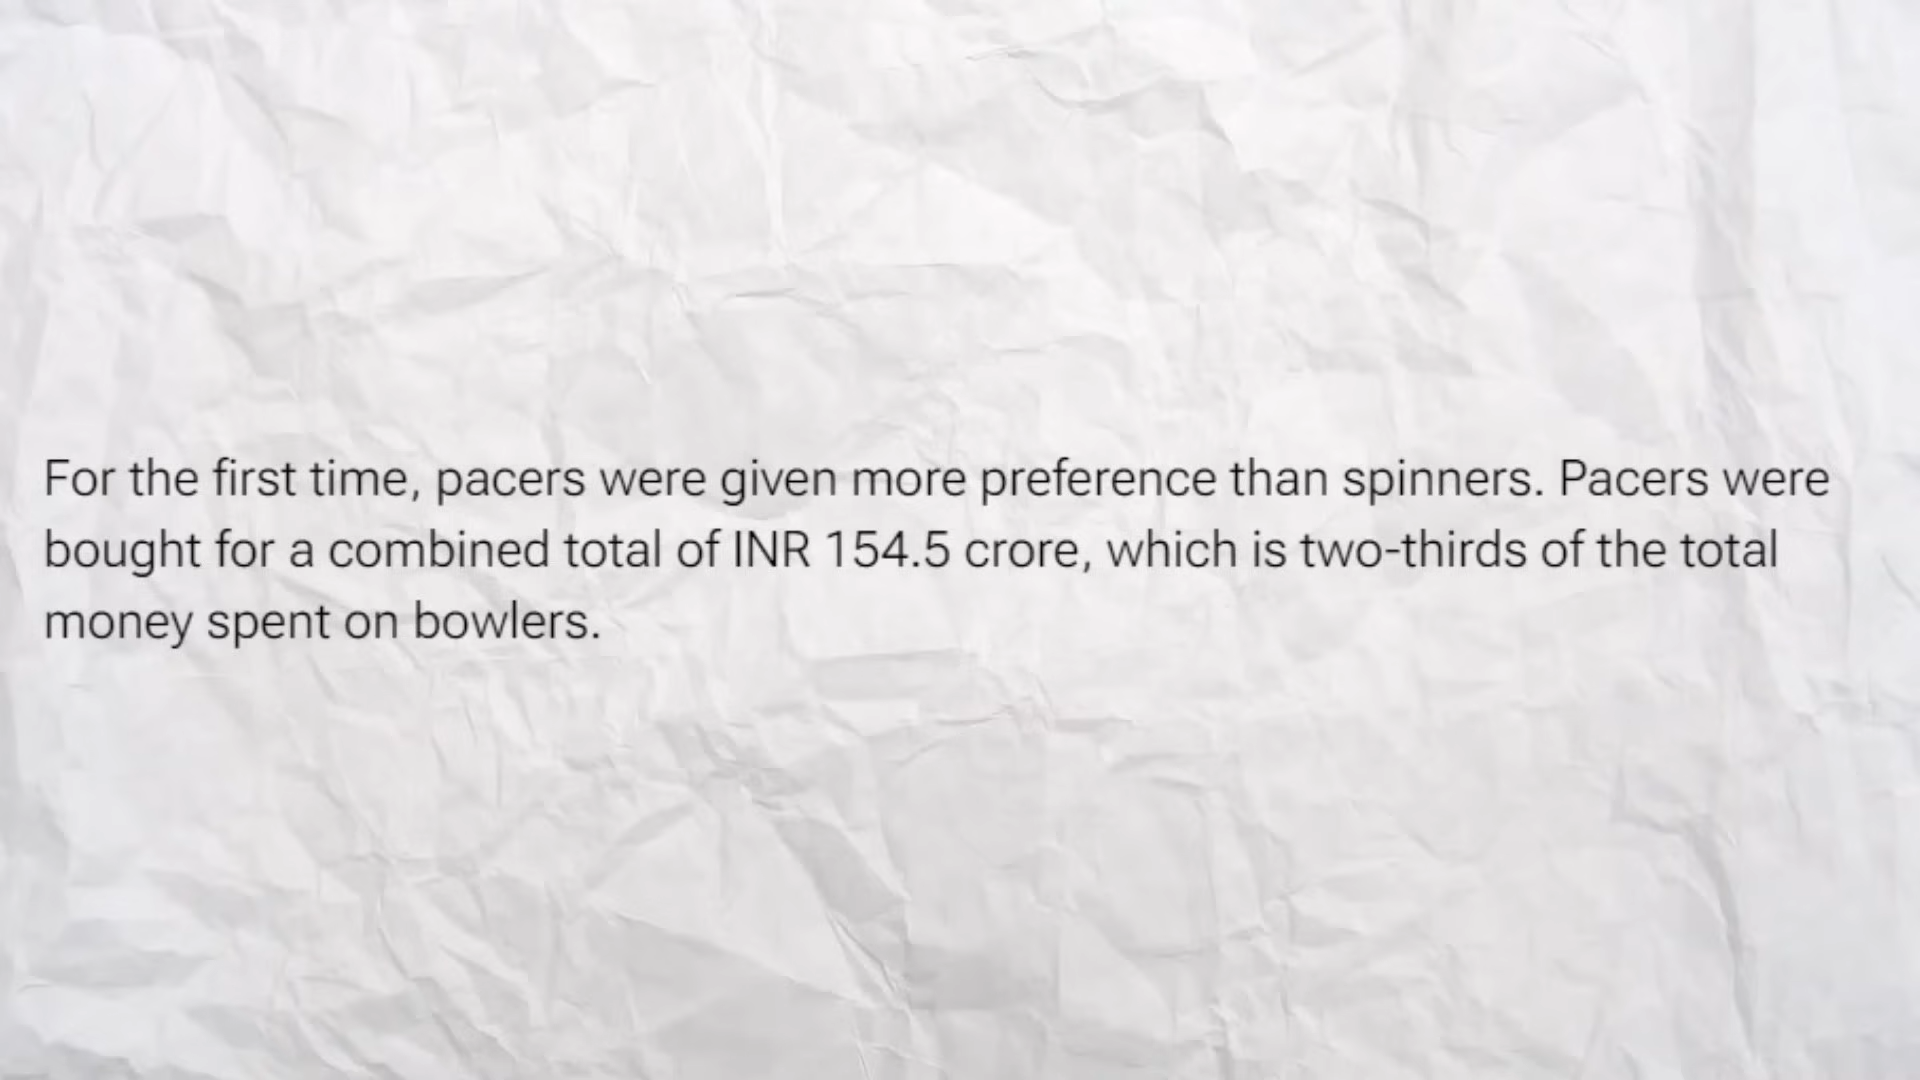 For the first time, pacers were given more preference than spinners. Pacers were
bought for a combined total of INR 154.5 crore, which is two-thirds of the total
money spent on bowlers.